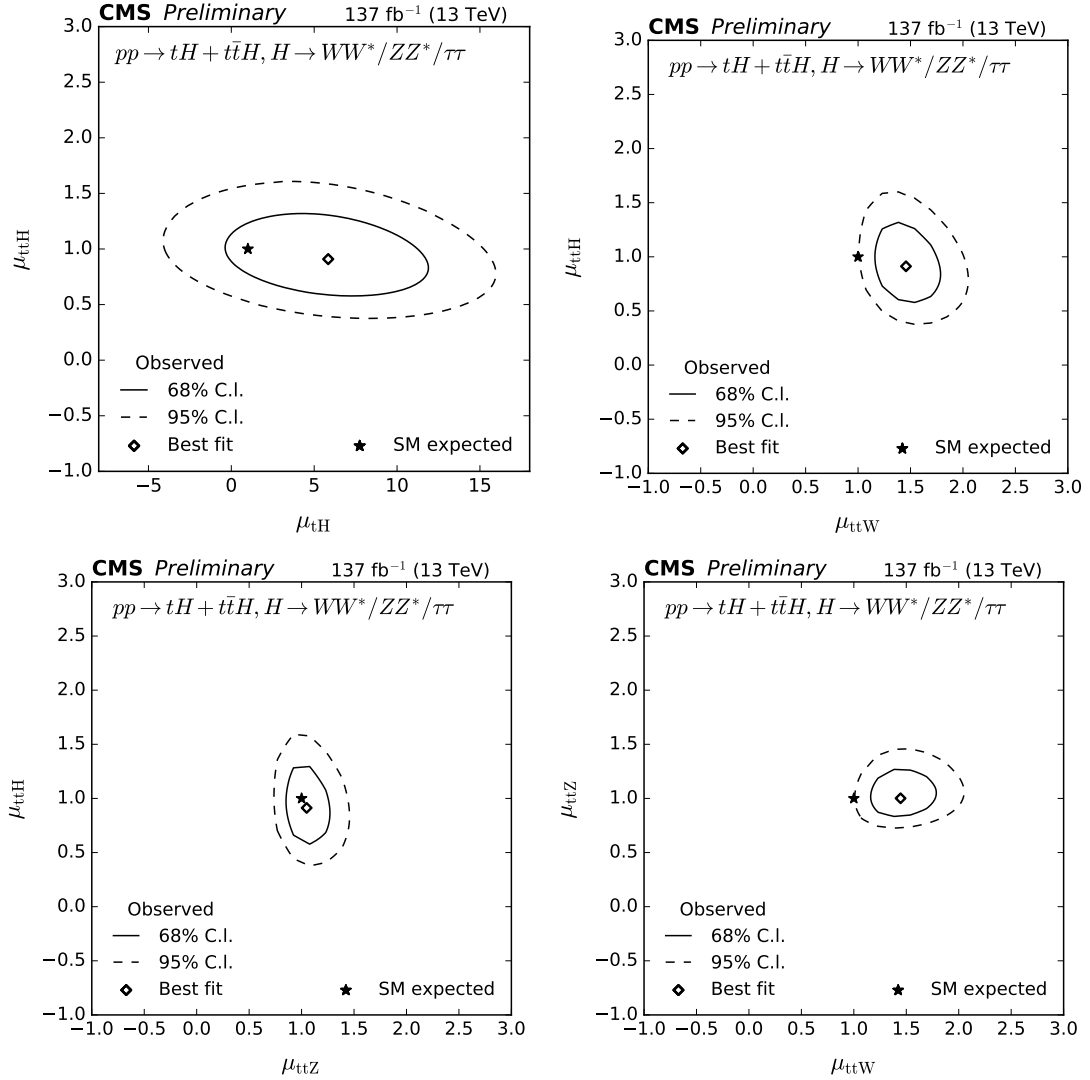 CMS Preliminary 137 fb⁻¹ (13 TeV)
pp → tH + tt̄H, H → WW*/ZZ*/ττ
3.0
2.5
2.0
1.5
1.0
0.5
0.0
−0.5
−1.0
μttH
Observed
68% C.l.
95% C.l.
Best fit
SM expected
−5 0 5 10 15
μtH
CMS Preliminary 137 fb⁻¹ (13 TeV)
pp → tH + tt̄H, H → WW*/ZZ*/ττ
3.0
2.5
2.0
1.5
1.0
0.5
0.0
−0.5
−1.0
μttH
Observed
68% C.l.
95% C.l.
Best fit
SM expected
−1.0 −0.5 0.0 0.5 1.0 1.5 2.0 2.5 3.0
μttW
CMS Preliminary 137 fb⁻¹ (13 TeV)
pp → tH + tt̄H, H → WW*/ZZ*/ττ
3.0
2.5
2.0
1.5
1.0
0.5
0.0
−0.5
−1.0
μttH
Observed
68% C.l.
95% C.l.
Best fit
SM expected
−1.0 −0.5 0.0 0.5 1.0 1.5 2.0 2.5 3.0
μttZ
CMS Preliminary 137 fb⁻¹ (13 TeV)
pp → tH + tt̄H, H → WW*/ZZ*/ττ
3.0
2.5
2.0
1.5
1.0
0.5
0.0
−0.5
−1.0
μttZ
Observed
68% C.l.
95% C.l.
Best fit
SM expected
−1.0 −0.5 0.0 0.5 1.0 1.5 2.0 2.5 3.0
μttW